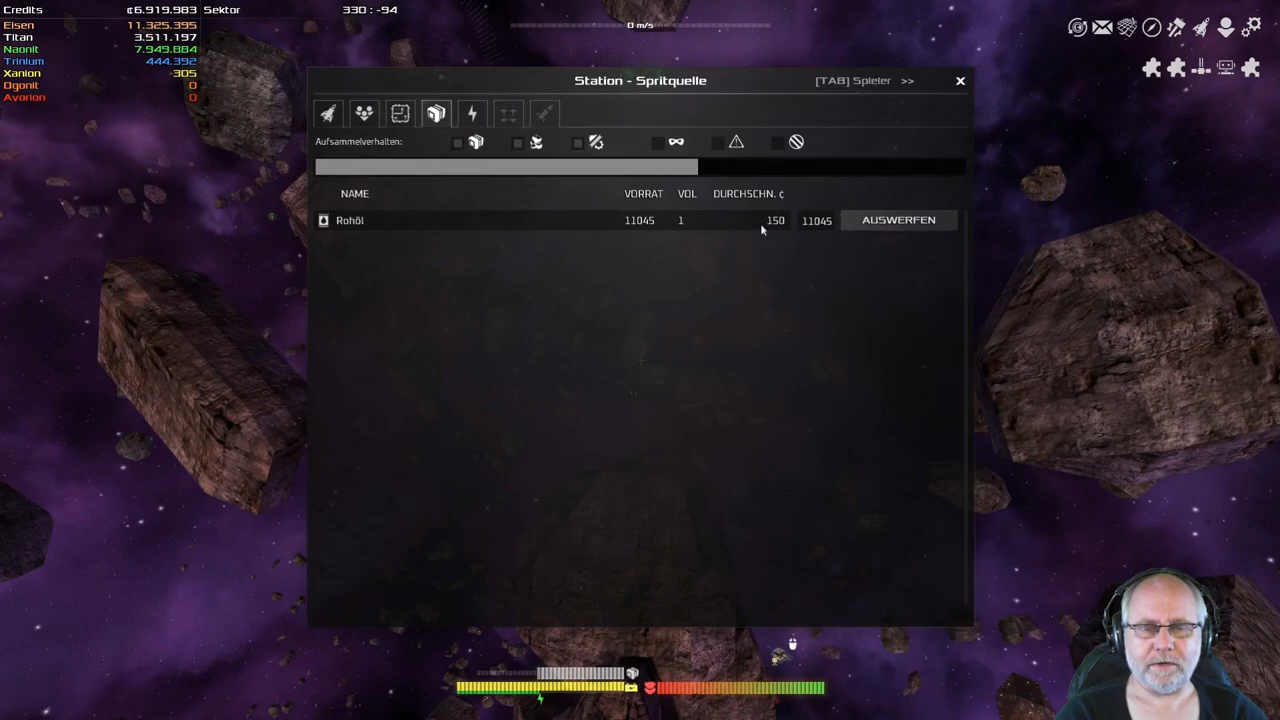 Credits ¢6.919.983 Sektor 330 : -94
Eisen 11.325.395
Titan 3.511.197
Naonit 7.949.884
Trinium 444.392
Xanion -305
Ogonit 0
Avorion 0
0 m/s
Station - Spritquelle [TAB] Spieler >>
Aufsammelverhalten:
NAME VORRAT VOL DURCHSCHN. ¢
Rohöl 11045 1 150 11045 AUSWERFEN